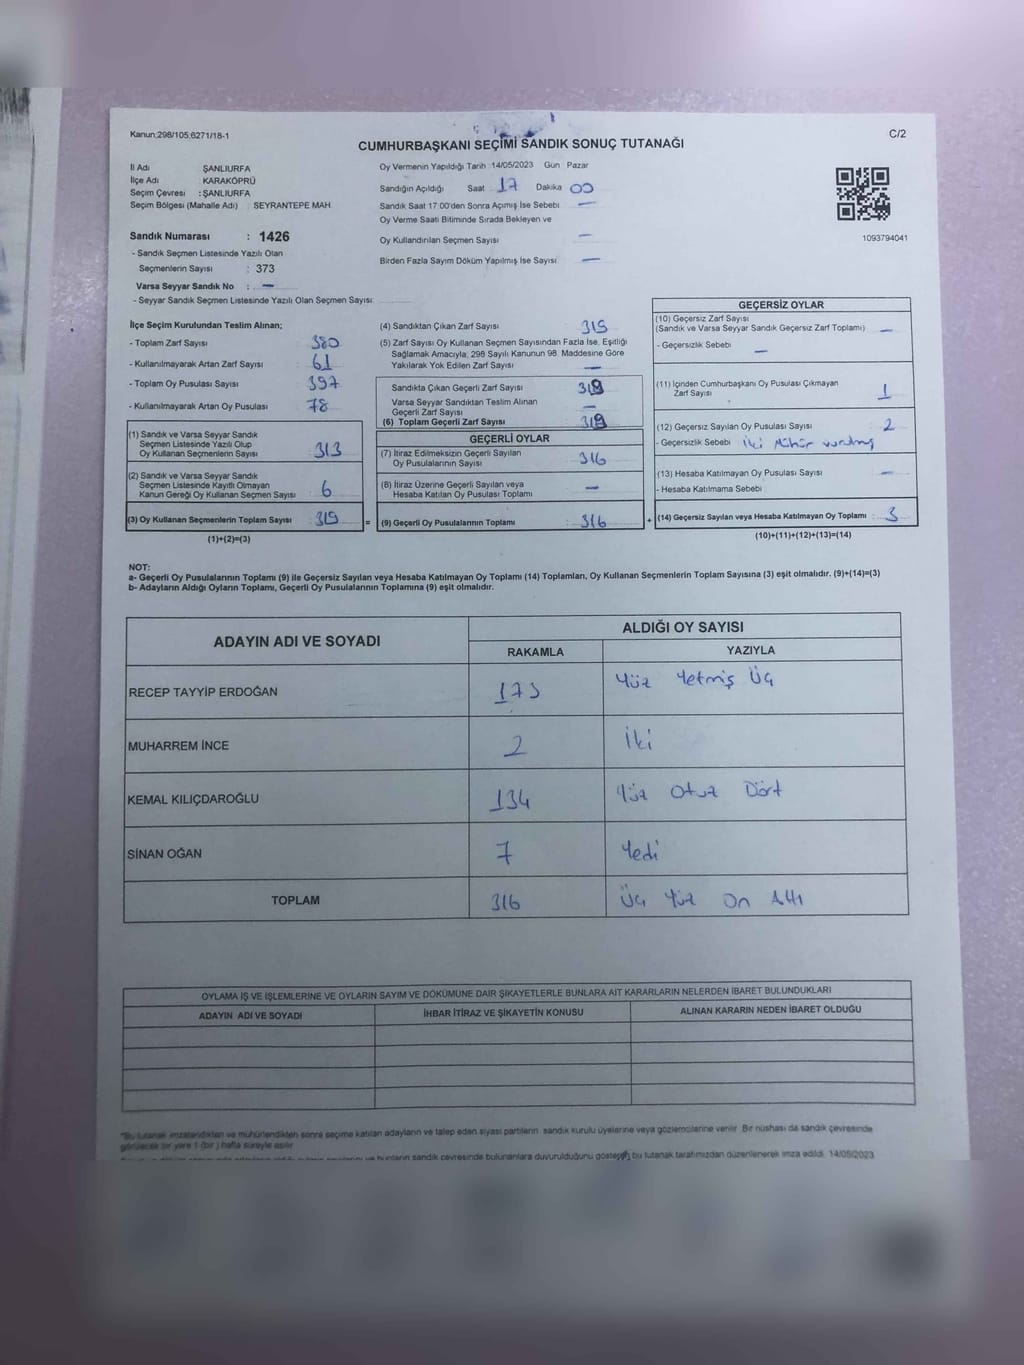 Kanun;298/105;6271/18-1
C/2
CUMHURBAŞKANI SEÇİMİ SANDIK SONUÇ TUTANAĞI
İl Adı ŞANLIURFA
İlçe Adı KARAKÖPRÜ
Seçim Çevresi : ŞANLIURFA
Seçim Bölgesi (Mahalle Adı) SEYRANTEPE MAH.
Oy Vermenin Yapıldığı Tarih 14/05/2023 Gün Pazar
Sandığın Açıldığı Saat 17 Dakika 00
Sandık Saat 17:00'den Sonra Açımış İse Sebebi —
Oy Verme Saati Bitiminde Sırada Bekleyen ve
Oy Kullandırılan Seçmen Sayısı —
Birden Fazla Sayım Döküm Yapılmış İse Sayısı —
1093794041
Sandık Numarası : 1426
- Sandık Seçmen Listesinde Yazılı Olan
Seçmenlerin Sayısı : 373
Varsa Seyyar Sandık No : —
- Seyyar Sandık Seçmen Listesinde Yazılı Olan Seçmen Sayısı:
İlçe Seçim Kurulundan Teslim Alınan;
- Toplam Zarf Sayısı 380
- Kullanılmayarak Artan Zarf Sayısı 61
- Toplam Oy Pusulası Sayısı 397
- Kullanılmayarak Artan Oy Pusulası 78
(1) Sandık ve Varsa Seyyar Sandık
Seçmen Listesinde Yazılı Olup
Oy Kullanan Seçmenlerin Sayısı 313
(2) Sandık ve Varsa Seyyar Sandık
Seçmen Listesinde Kayıtlı Olmayan
Kanun Gereği Oy Kullanan Seçmen Sayısı 6
(3) Oy Kullanan Seçmenlerin Toplam Sayısı 319 =
(1)+(2)=(3)
(4) Sandıktan Çıkan Zarf Sayısı 319
(5) Zarf Sayısı Oy Kullanan Seçmen Sayısından Fazla İse, Eşitliği
Sağlamak Amacıyla, 298 Sayılı Kanunun 98. Maddesine Göre
Yakılarak Yok Edilen Zarf Sayısı —
Sandıkta Çıkan Geçerli Zarf Sayısı 319
Varsa Seyyar Sandıktan Teslim Alınan
Geçerli Zarf Sayısı —
(6) Toplam Geçerli Zarf Sayısı 319
GEÇERLİ OYLAR
(7) İtiraz Edilmeksizin Geçerli Sayılan
Oy Pusulalarının Sayısı 316
(8) İtiraz Üzerine Geçerli Sayılan veya
Hesaba Katılan Oy Pusulası Toplamı —
(9) Geçerli Oy Pusulalarının Toplamı : 316 +
GEÇERSİZ OYLAR
(10) Geçersiz Zarf Sayısı
(Sandık ve Varsa Seyyar Sandık Geçersiz Zarf Toplamı) —
- Geçersizlik Sebebi —
(11) İçinden Cumhurbaşkanı Oy Pusulası Çıkmayan
Zarf Sayısı 1
(12) Geçersiz Sayılan Oy Pusulası Sayısı 2
- Geçersizlik Sebebi İki Mühür vurulmuş
(13) Hesaba Katılmayan Oy Pusulası Sayısı —
- Hesaba Katılmama Sebebi
(14) Geçersiz Sayılan veya Hesaba Katılmayan Oy Toplamı : 3
(10)+(11)+(12)+(13)=(14)
NOT:
a- Geçerli Oy Pusulalarının Toplamı (9) ile Geçersiz Sayılan veya Hesaba Katılmayan Oy Toplamı (14) Toplamları, Oy Kullanan Seçmenlerin Toplam Sayısına (3) eşit olmalıdır. (9)+(14)=(3)
b- Adayların Aldığı Oyların Toplamı, Geçerli Oy Pusulalarının Toplamına (9) eşit olmalıdır.
ADAYIN ADI VE SOYADI
ALDIĞI OY SAYISI
RAKAMLA YAZIYLA
RECEP TAYYİP ERDOĞAN 173 Yüz Yetmiş Üç
MUHARREM İNCE 2 İki
KEMAL KILIÇDAROĞLU 134 Yüz Otuz Dört
SİNAN OĞAN 7 Yedi
TOPLAM 316 Üç Yüz On Altı
OYLAMA İŞ VE İŞLEMLERİNE VE OYLARIN SAYIM VE DÖKÜMÜNE DAİR ŞİKAYETLERLE BUNLARA AİT KARARLARIN NELERDEN İBARET BULUNDUKLARI
ADAYIN ADI VE SOYADI İHBAR İTİRAZ VE ŞİKAYETİN KONUSU ALINAN KARARIN NEDEN İBARET OLDUĞU
*Bu tutanak imzalandıktan ve mühürlendikten sonra seçime katılan adayların ve talep eden siyasi partilerin sandık kurulu üyelerine veya gözlemcilerine verilir. Bir nüshası da sandık çevresinde
görülecek bir yere 1 (bir ) hafta süreyle asılır.
ve bunların sandık çevresinde bulunanlara duyurulduğunu gösterir bu tutanak tarafımızdan düzenlenerek imza edildi. 14/05/2023